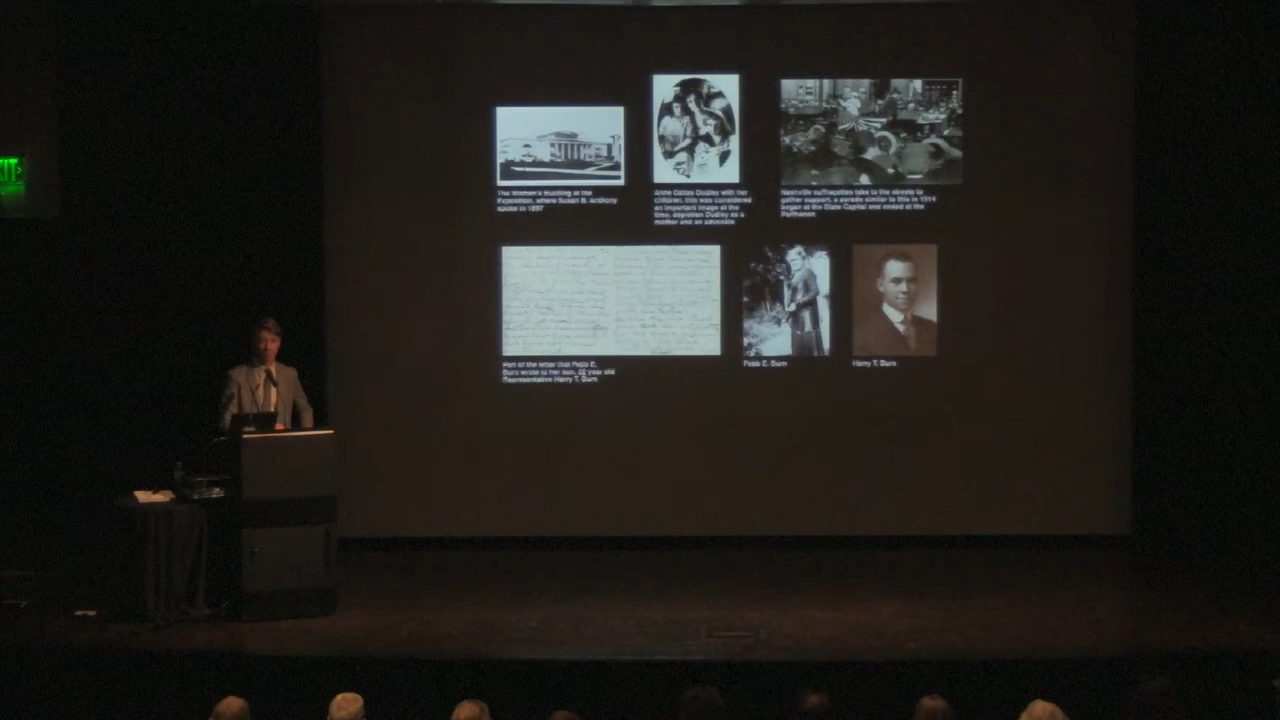 EXIT
The Women's Building at the
Exposition, where Susan B. Anthony
spoke in 1897
Anne Dallas Dudley with her
children, this was considered
an important image at the
time, depiction Dudley as a
mother and an advocate
Nashville suffragettes take to the streets to
gather support, a parade similar to this in 1914
began at the State Capital and ended at the
Parthenon
Part of the letter that Febb E.
Burn wrote to her son, 22 year old
Representative Harry T. Burn
Febb E. Burn
Harry T. Burn